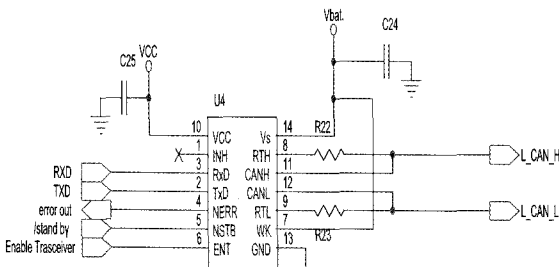 Vbat.
C24
VCC
C25
U4
10 VCC Vs 14
R22
1 INH RTH 8
3 RxD CANH 11
L_CAN_H
RXD
2 TxD CANL 12
TXD
4 NERR RTL 9
error out
L_CAN_L
5 NSTB WK 7
/stand by
R23
6 ENT GND 13
Enable Trasceiver